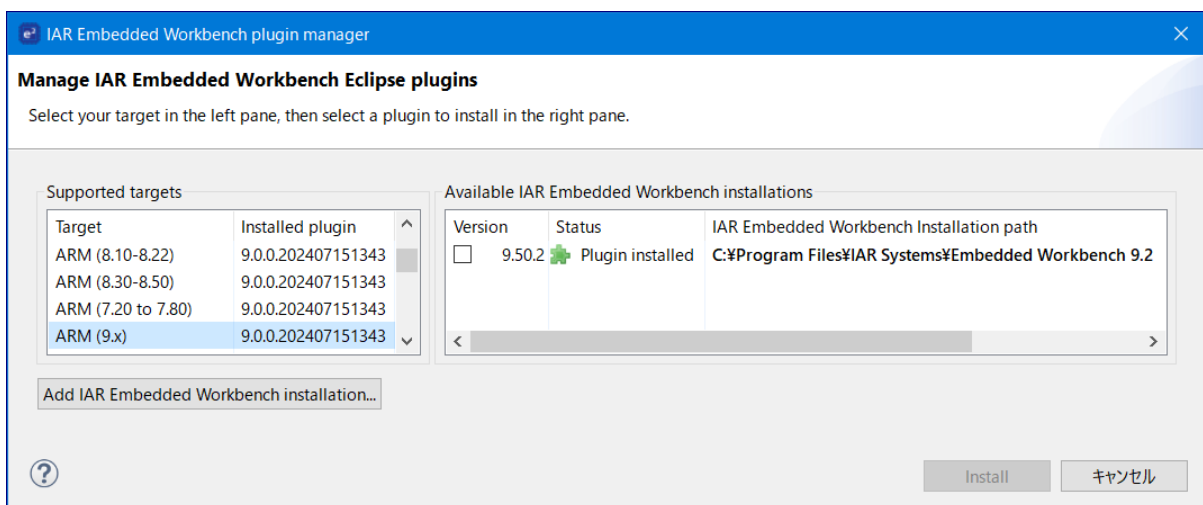 IAR Embedded Workbench plugin manager
Manage IAR Embedded Workbench Eclipse plugins
Select your target in the left pane, then select a plugin to install in the right pane.
Supported targets
Target Installed plugin
ARM (8.10-8.22) 9.0.0.202407151343
ARM (8.30-8.50) 9.0.0.202407151343
ARM (7.20 to 7.80) 9.0.0.202407151343
ARM (9.x) 9.0.0.202407151343
Available IAR Embedded Workbench installations
Version Status IAR Embedded Workbench Installation path
9.50.2 Plugin installed C:¥Program Files¥IAR Systems¥Embedded Workbench 9.2
Add IAR Embedded Workbench installation...
Install キャンセル